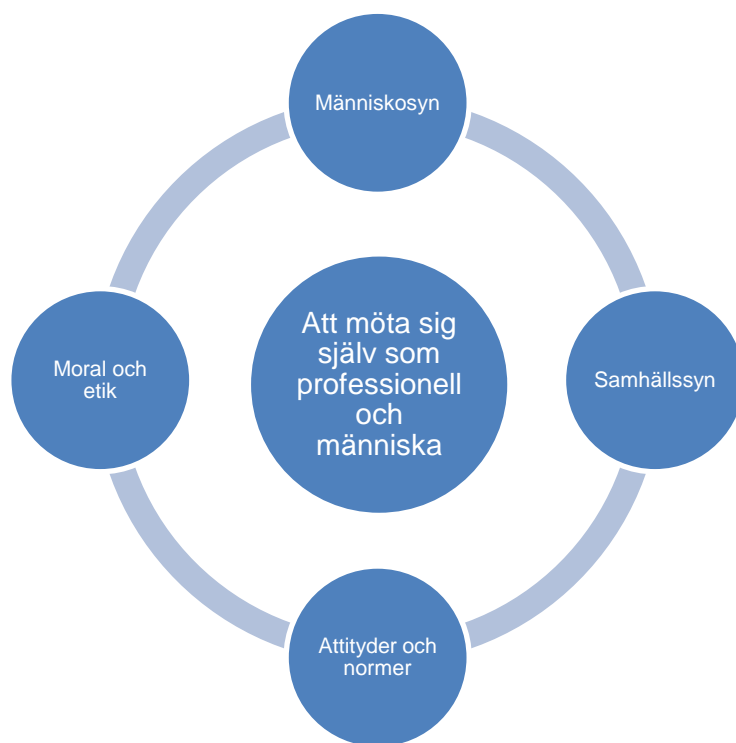 Människosyn
Att möta sig
själv som
professionell
och
människa
Moral och
etik
Samhällssyn
Attityder och
normer